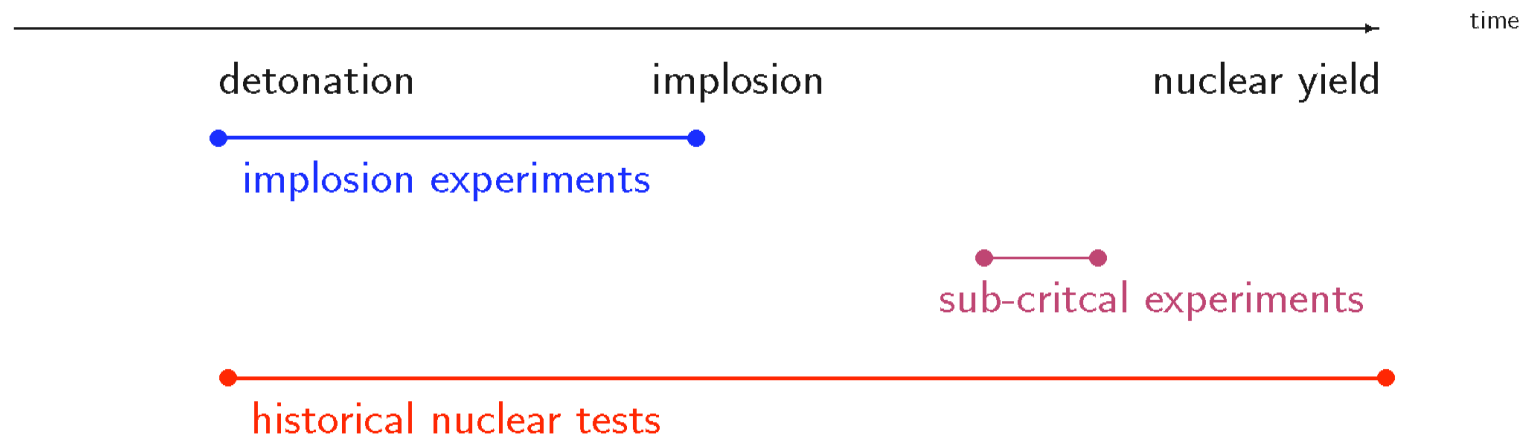 time
detonation implosion nuclear yield
implosion experiments
sub-critcal experiments
historical nuclear tests